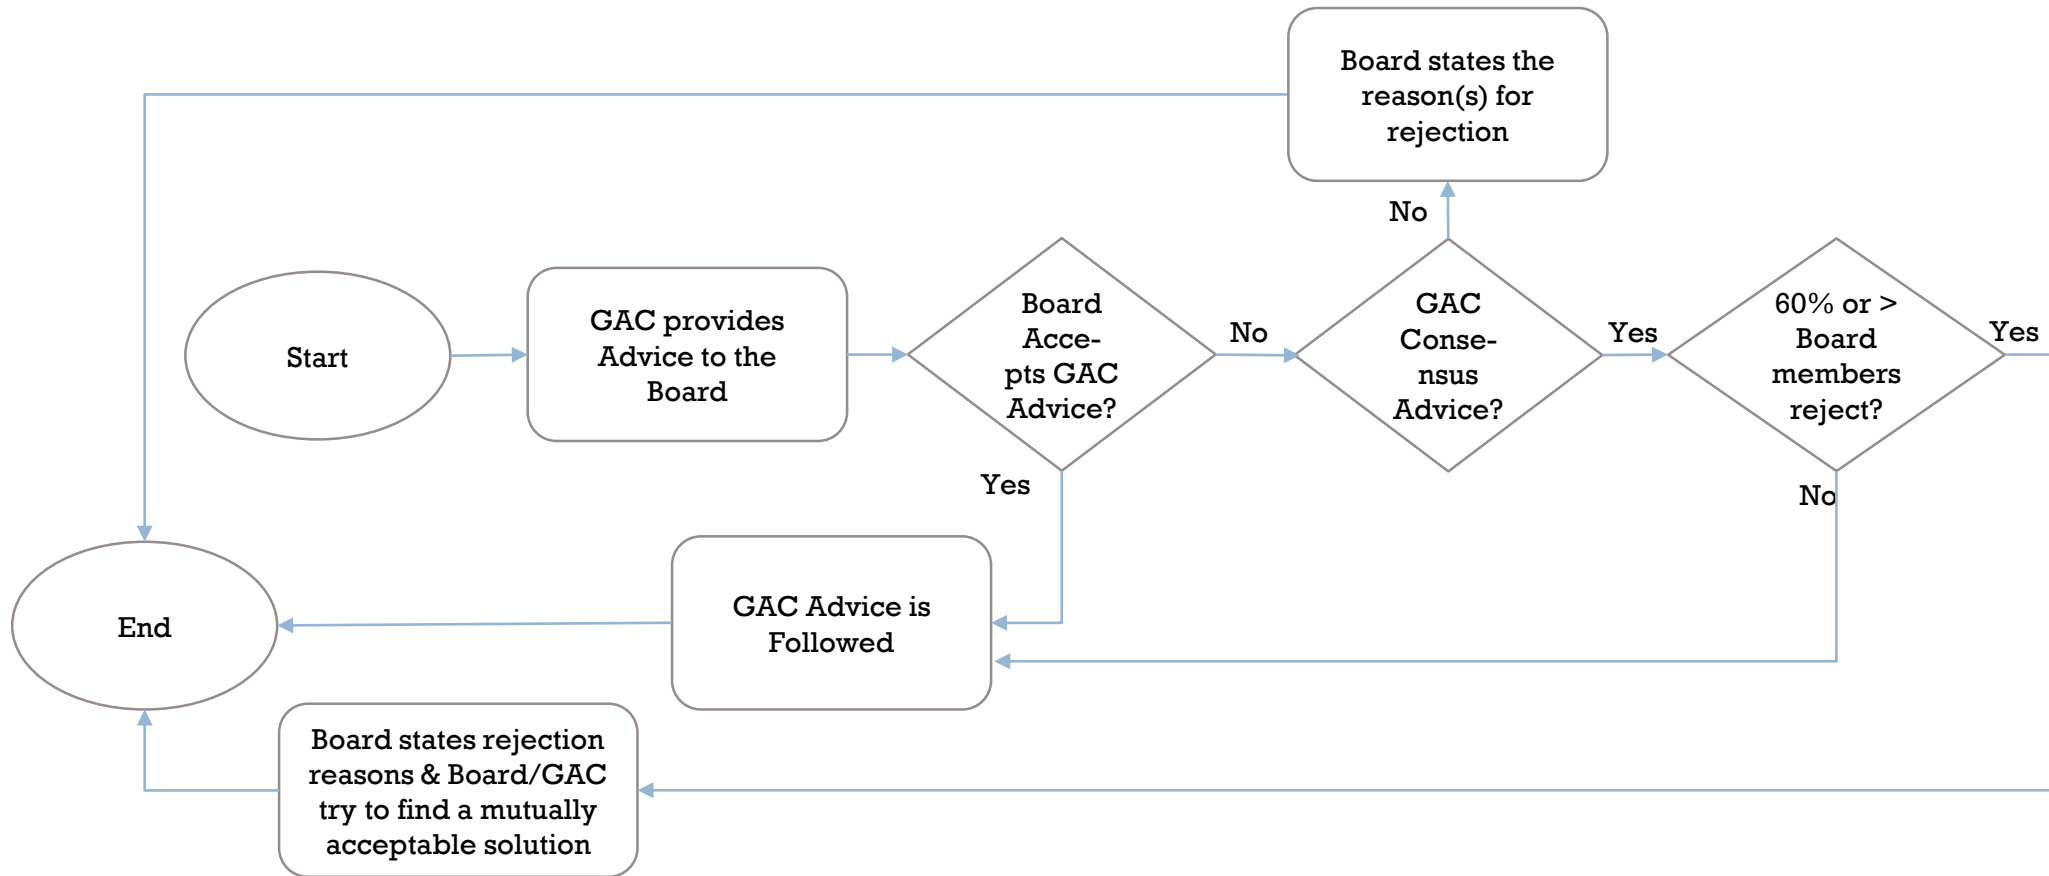 Board states the
reason(s) for
rejection
No
Start
GAC provides
Advice to the
Board
Board
Acce-
pts GAC
Advice?
No
GAC
Conse-
nsus
Advice?
Yes
60% or >
Board
members
reject?
Yes
Yes
No
End
GAC Advice is
Followed
Board states rejection
reasons & Board/GAC
try to find a mutually
acceptable solution